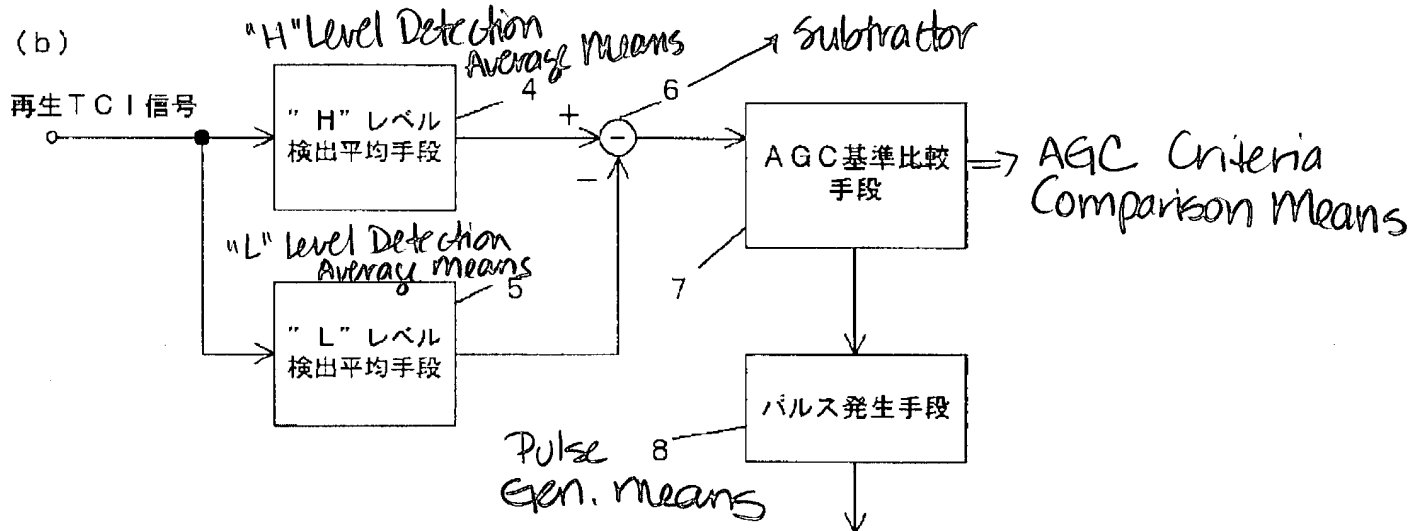 (b)
"H" Level Detection
Average Means
subtractor
再生TCI信号
4
6
"H" レベル
検出平均手段
+
-
−
AGC基準比較
手段
⇒ AGC Criteria
Comparison Means
"L" Level Detection
Average Means
5
7
"L" レベル
検出平均手段
パルス発生手段
Pulse
Gen. Means
8